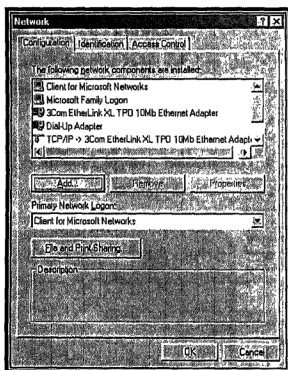 Network
Configuration Identification Access Control
The following network components are installed:
Client for Microsoft Networks
Microsoft Family Logon
3Com EtherLink XL TPO 10Mb Ethernet Adapter
Dial-Up Adapter
TCP/IP -> 3Com EtherLink XL TPO 10Mb Ethernet Adapt
Add... Remove Properties
Primary Network Logon:
Client for Microsoft Networks
File and Print Sharing...
Description
OK Cancel